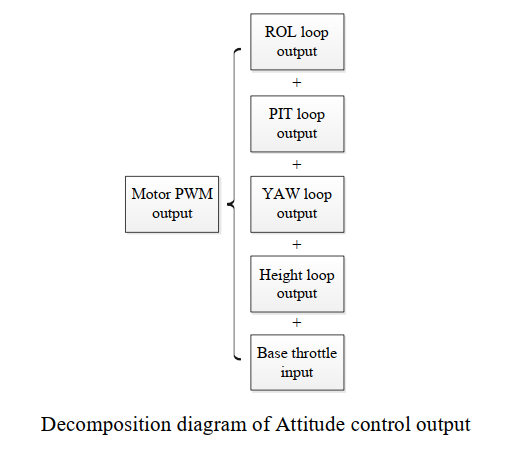 ROL loop
output
+
PIT loop
output
+
Motor PWM
output
YAW loop
output
+
Height loop
output
+
Base throttle
input
Decomposition diagram of Attitude control output